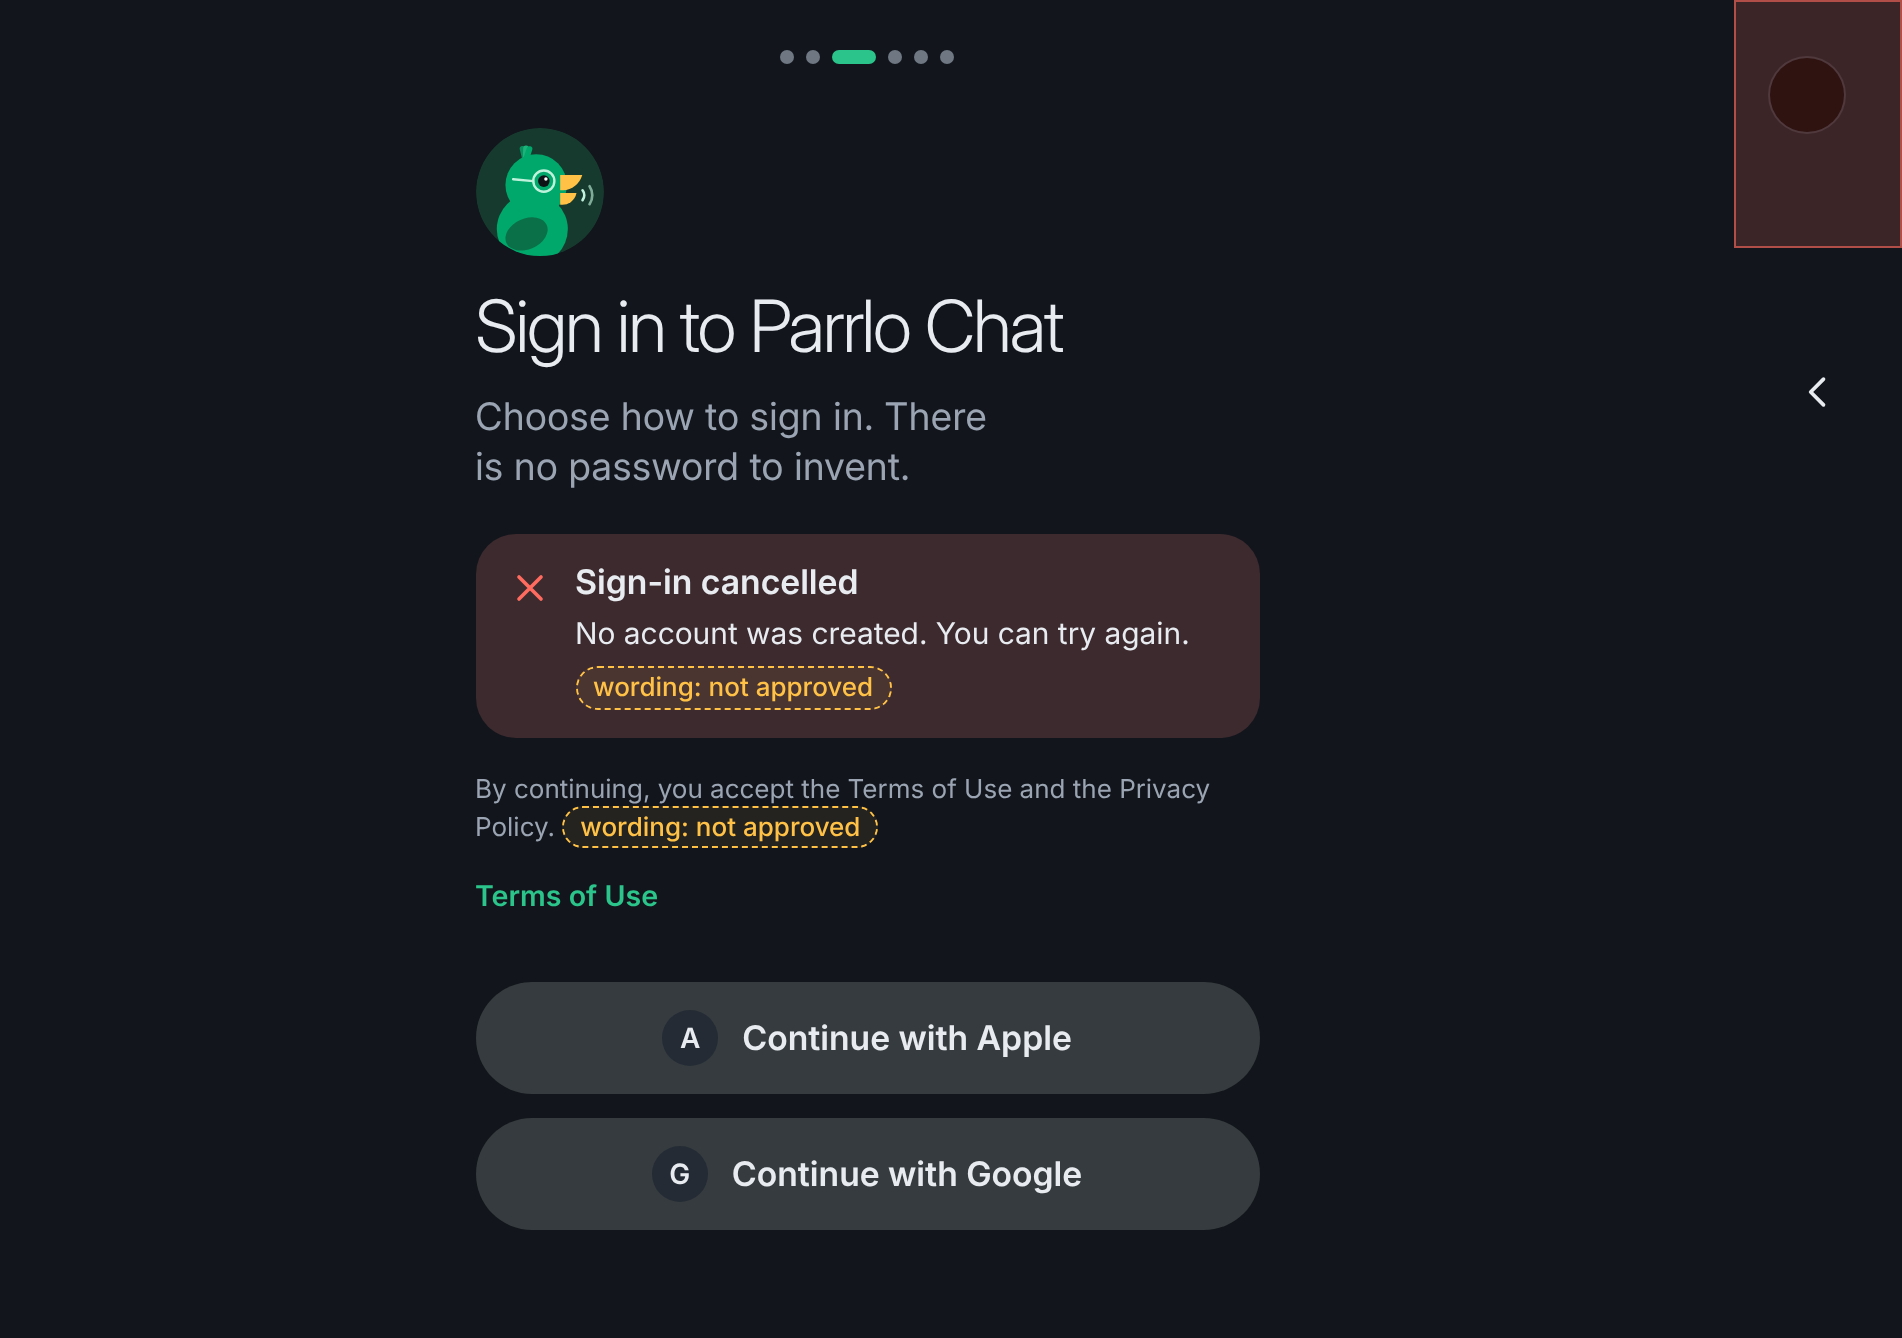 Sign in to Parrlo Chat
Choose how to sign in. There
is no password to invent.
Sign-in cancelled
No account was created. You can try again.
wording: not approved
By continuing, you accept the Terms of Use and the Privacy
Policy. wording: not approved
Terms of Use
A Continue with Apple
G Continue with Google